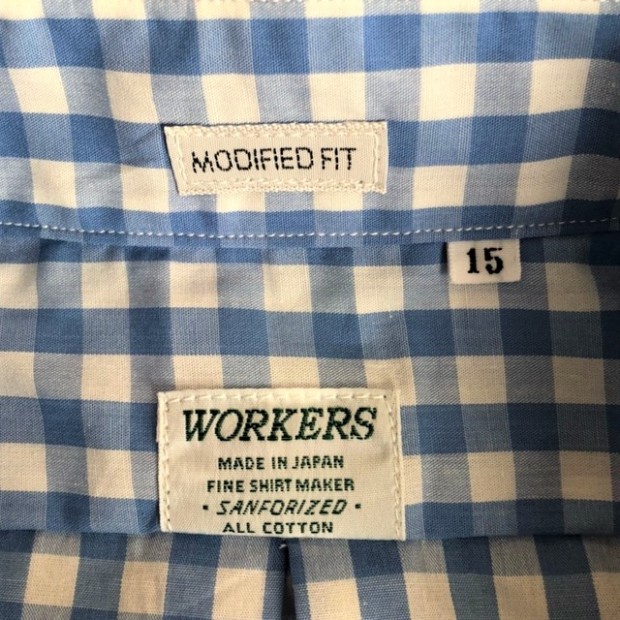 MODIFIED FIT
15
WORKERS
MADE IN JAPAN
FINE SHIRT MAKER
· SANFORIZED ·
ALL COTTON